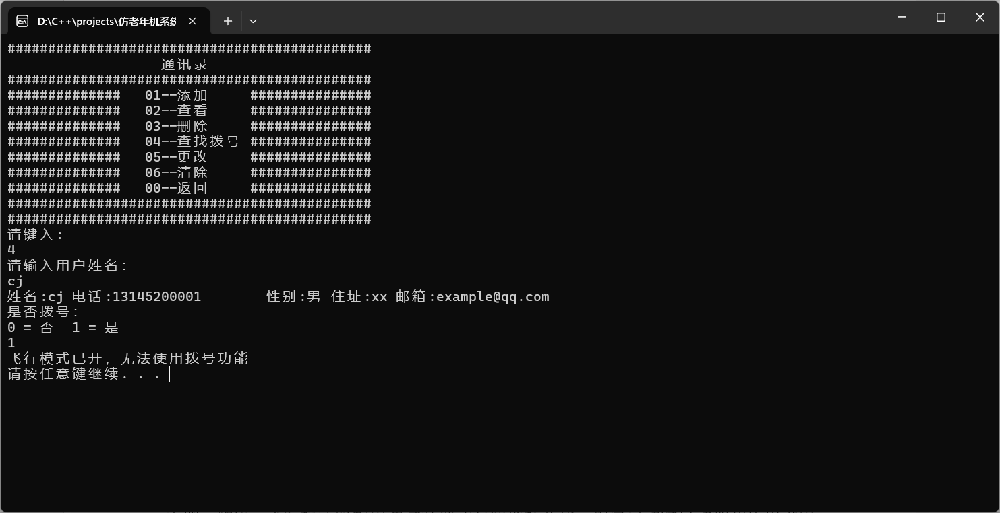 D:\C++\projects\仿老年机系统
#############################################
通讯录
#############################################
############## 01--添加 ###############
############## 02--查看 ###############
############## 03--删除 ###############
############## 04--查找拨号 ###############
############## 05--更改 ###############
############## 06--清除 ###############
############## 00--返回 ###############
#############################################
#############################################
请键入:
4
请输入用户姓名:
cj
姓名:cj 电话:13145200001 性别:男 住址:xx 邮箱:example@qq.com
是否拨号:
0 = 否 1 = 是
1
飞行模式已开，无法使用拨号功能
请按任意键继续. . .